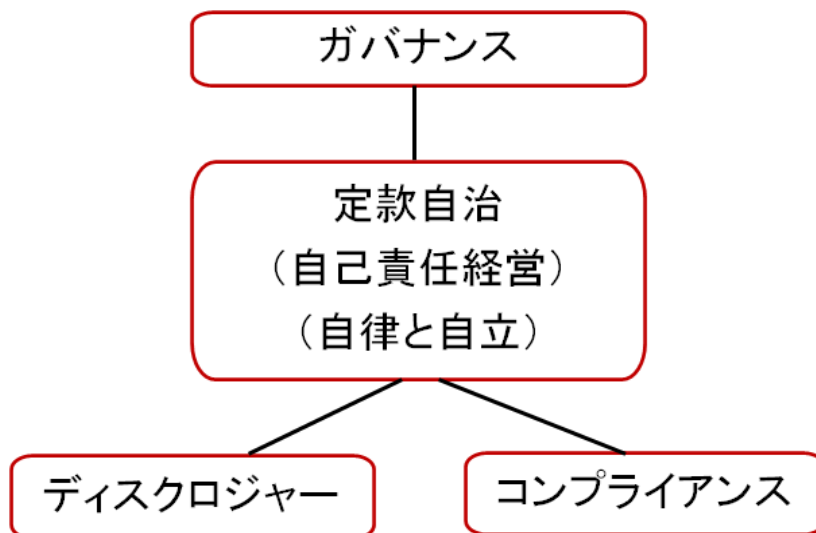 ガバナンス
定款自治
（自己責任経営）
（自律と自立）
ディスクロジャー
コンプライアンス